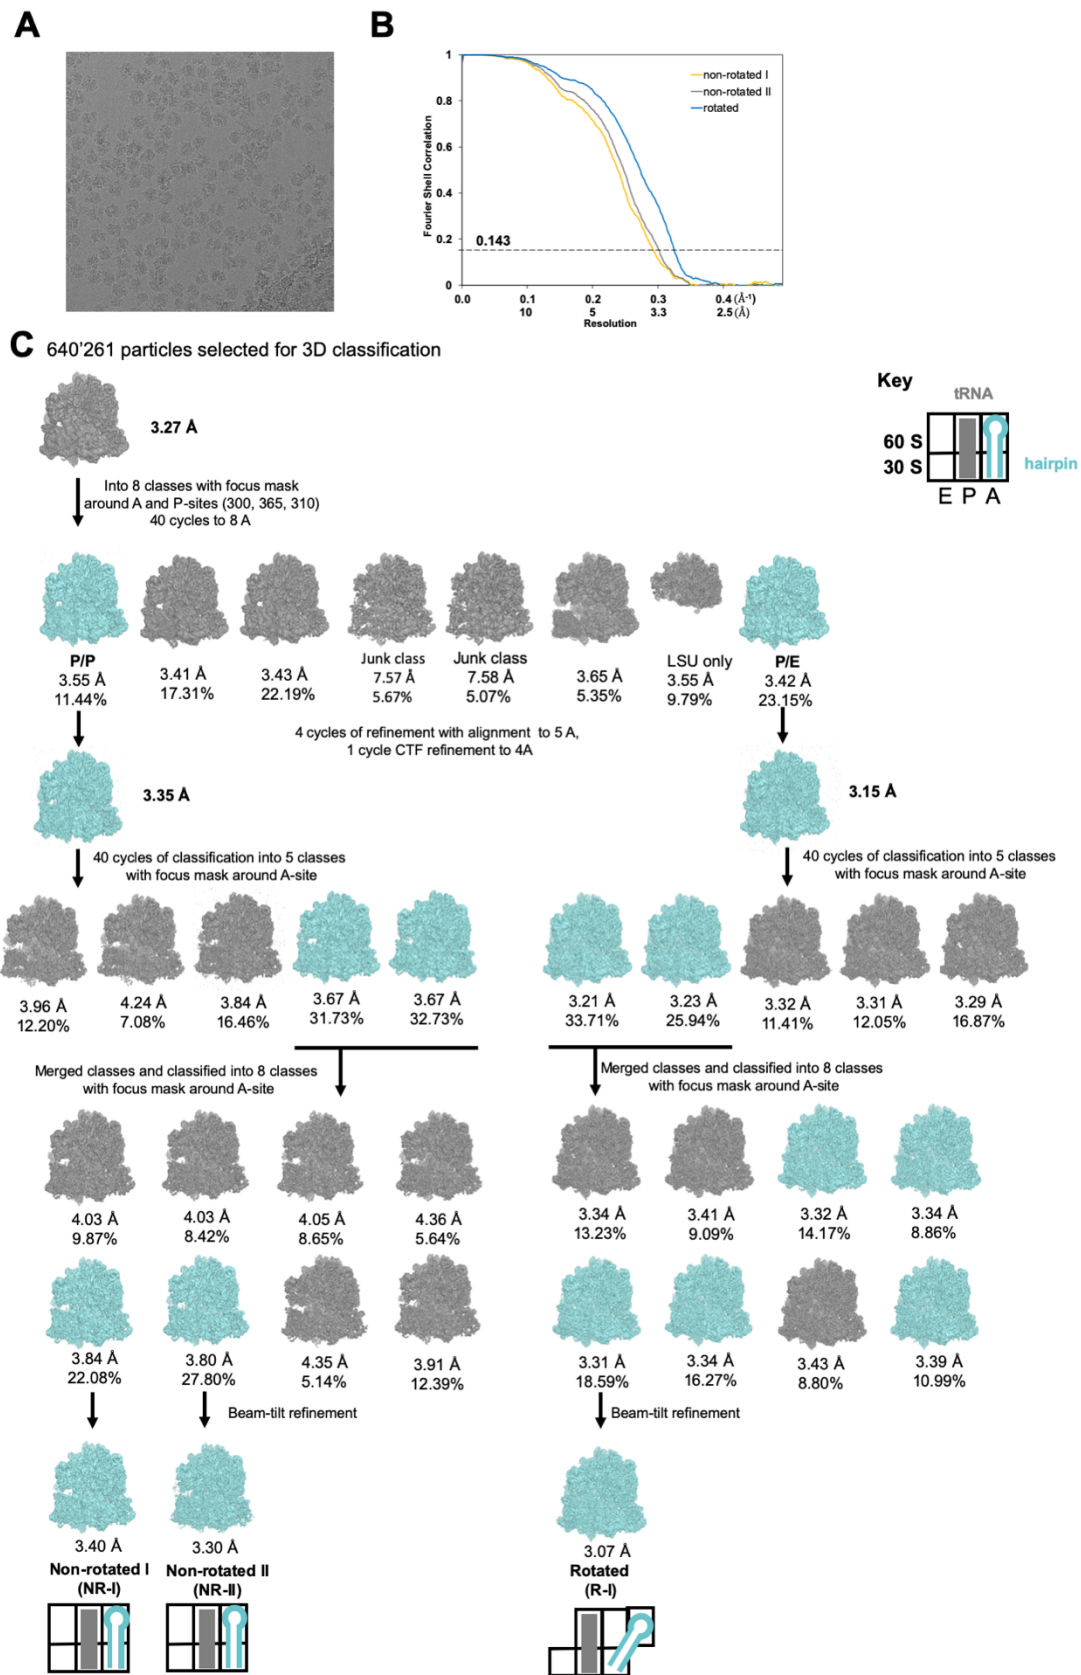 A
B
1
0.8
0.6
0.4
0.2
0
Fourier Shell Correlation
non-rotated I
non-rotated II
rotated
0.143
0.0 0.1 0.2 0.3 0.4 (Å⁻¹)
10 5 3.3 2.5 (Å)
Resolution
C 640'261 particles selected for 3D classification
3.27 Å
Key
tRNA
60 S
30 S
hairpin
E P A
Into 8 classes with focus mask
around A and P-sites (300, 365, 310)
40 cycles to 8 A
P/P
3.55 Å
11.44%
3.41 Å
17.31%
3.43 Å
22.19%
Junk class
7.57 Å
5.67%
Junk class
7.58 Å
5.07%
3.65 Å
5.35%
LSU only
3.55 Å
9.79%
P/E
3.42 Å
23.15%
4 cycles of refinement with alignment to 5 A,
1 cycle CTF refinement to 4A
3.35 Å
3.15 Å
40 cycles of classification into 5 classes
with focus mask around A-site
40 cycles of classification into 5 classes
with focus mask around A-site
3.96 Å
12.20%
4.24 Å
7.08%
3.84 Å
16.46%
3.67 Å
31.73%
3.67 Å
32.73%
3.21 Å
33.71%
3.23 Å
25.94%
3.32 Å
11.41%
3.31 Å
12.05%
3.29 Å
16.87%
Merged classes and classified into 8 classes
with focus mask around A-site
Merged classes and classified into 8 classes
with focus mask around A-site
4.03 Å
9.87%
4.03 Å
8.42%
4.05 Å
8.65%
4.36 Å
5.64%
3.34 Å
13.23%
3.41 Å
9.09%
3.32 Å
14.17%
3.34 Å
8.86%
3.84 Å
22.08%
3.80 Å
27.80%
4.35 Å
5.14%
3.91 Å
12.39%
3.31 Å
18.59%
3.34 Å
16.27%
3.43 Å
8.80%
3.39 Å
10.99%
Beam-tilt refinement
Beam-tilt refinement
3.40 Å
Non-rotated I
(NR-I)
3.30 Å
Non-rotated II
(NR-II)
3.07 Å
Rotated
(R-I)